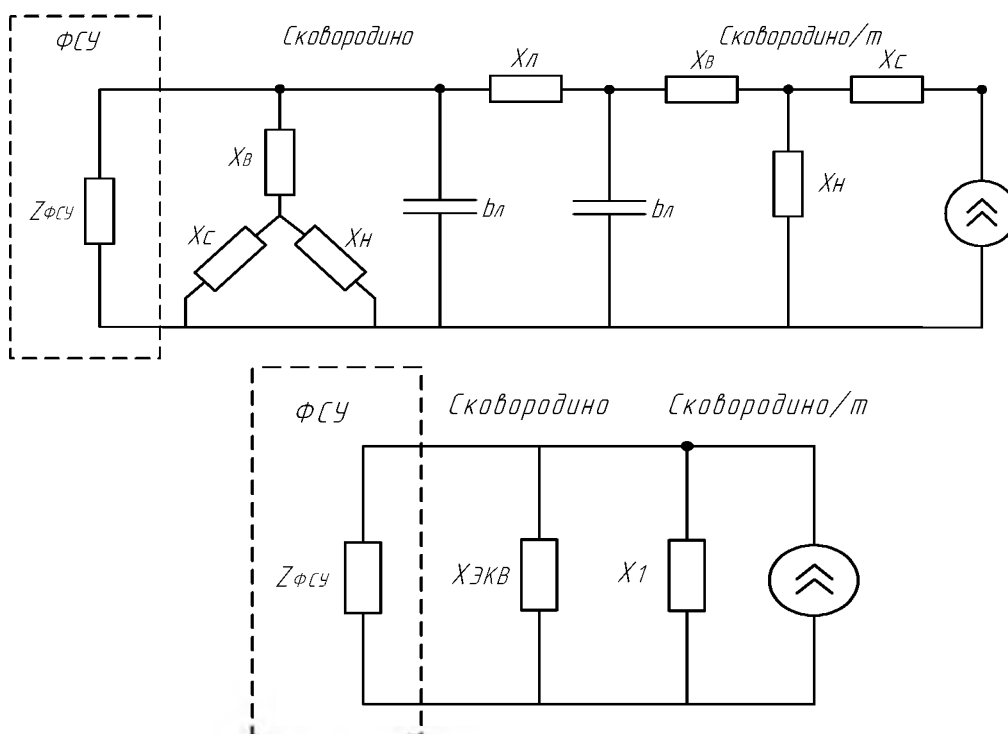 ФСУ
Сковородино
Сковородино/т
Xл
Xв
Xс
Zфсу
Xв
Xс
Xн
bл
bл
Xн
ФСУ
Сковородино
Сковородино/т
Zфсу
XЭКВ
X1